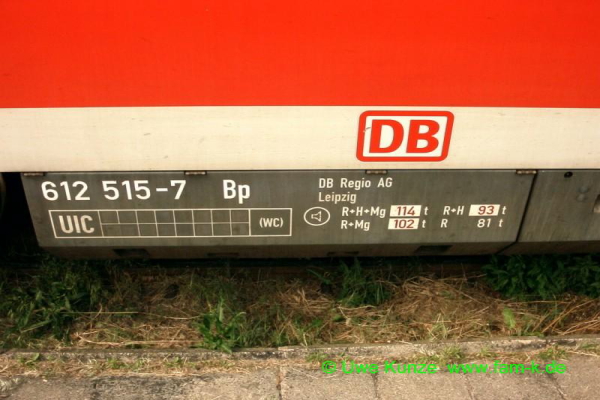 DB
612 515-7 Bp
DB Regio AG
Leipzig
UIC (WC)
R+H+Mg 114 t R+H 93 t
R+Mg 102 t R 81 t
© Uwe Kunze www.fam-k.de